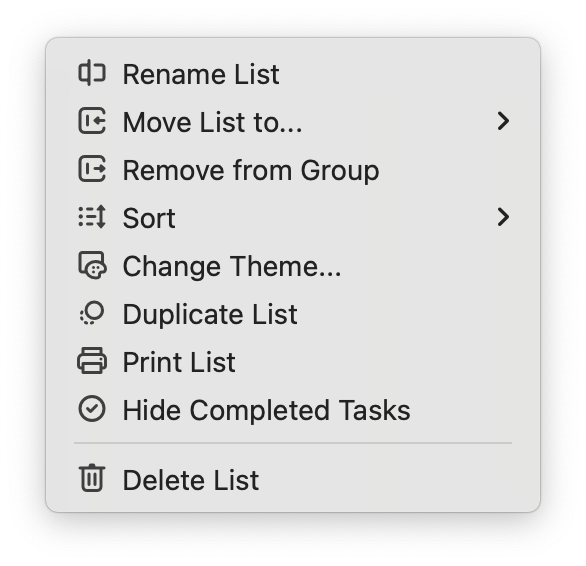 Rename List
Move List to...
Remove from Group
Sort
Change Theme...
Duplicate List
Print List
Hide Completed Tasks
Delete List